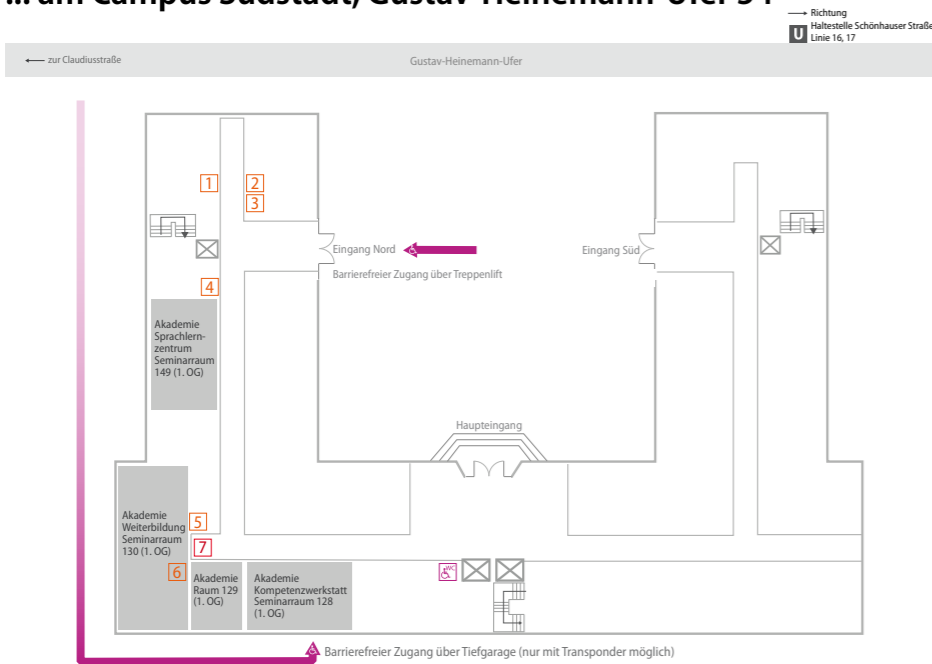 Richtung
U Haltestelle Schönhauser Straße
Linie 16, 17
zur Claudiusstraße
Gustav-Heinemann-Ufer
1
2
3
Eingang Nord
Eingang Süd
Barrierefreier Zugang über Treppenlift
4
Akademie
Sprachlern-
zentrum
Seminarraum
149 (1. OG)
Haupteingang
Akademie
Weiterbildung
Seminarraum
130 (1. OG)
5
7
6
Akademie
Raum 129
(1. OG)
Akademie
Kompetenzwerkstatt
Seminarraum 128
(1. OG)
WC
Barrierefreier Zugang über Tiefgarage (nur mit Transponder möglich)